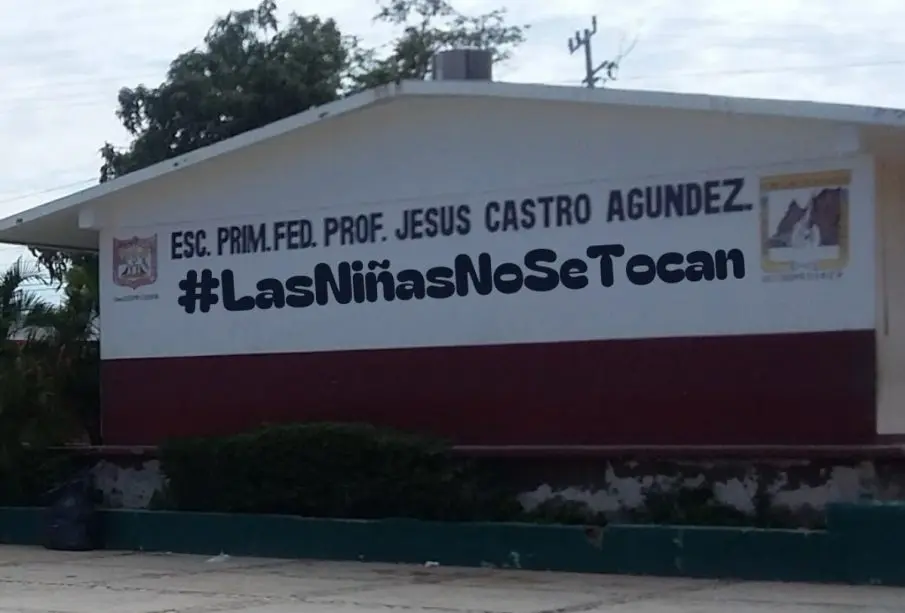 ESC. PRIM. FED. PROF. JESUS CASTRO AGUNDEZ.
#LasNiñasNoSeTocan